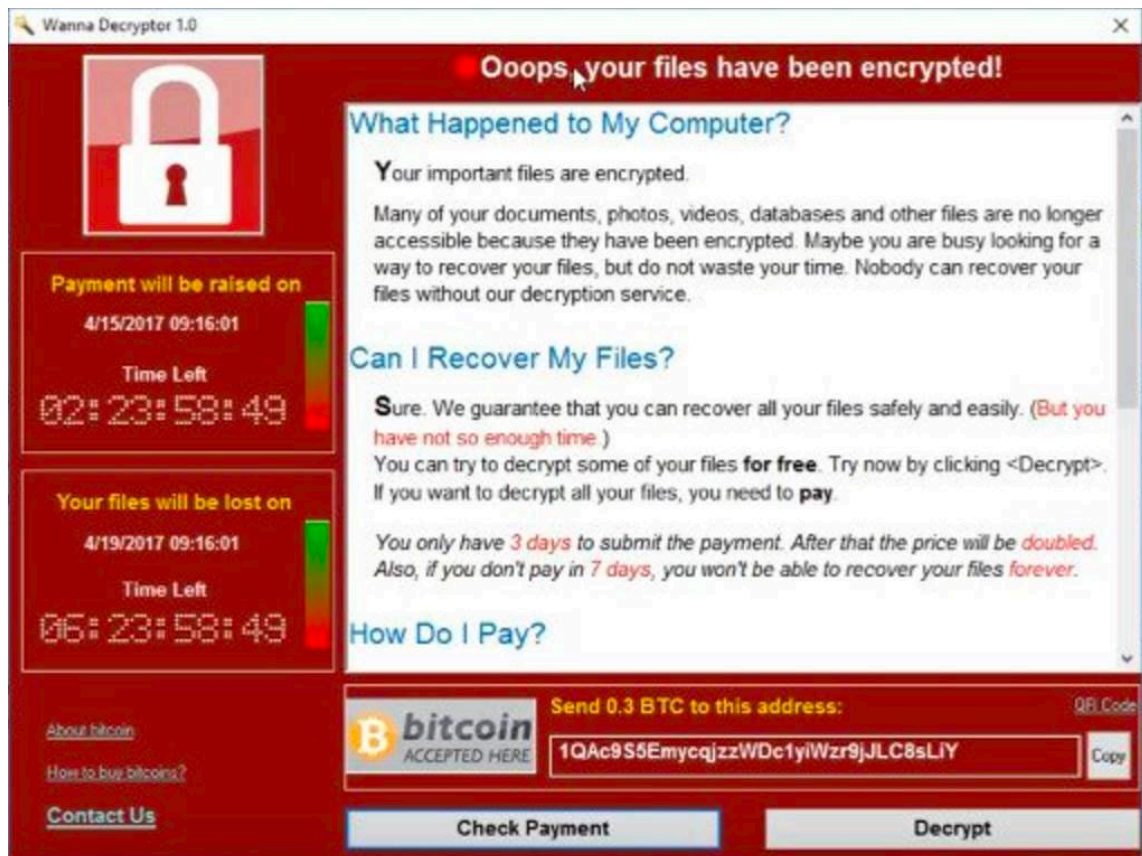 Wanna Decryptor 1.0
Ooops, your files have been encrypted!
Payment will be raised on
4/15/2017 09:16:01
Time Left
02:23:58:49
Your files will be lost on
4/19/2017 09:16:01
Time Left
06:23:58:49
About bitcoin
How to buy bitcoins?
Contact Us
What Happened to My Computer?
Your important files are encrypted.
Many of your documents, photos, videos, databases and other files are no longer
accessible because they have been encrypted. Maybe you are busy looking for a
way to recover your files, but do not waste your time. Nobody can recover your
files without our decryption service.
Can I Recover My Files?
Sure. We guarantee that you can recover all your files safely and easily. (But you
have not so enough time.)
You can try to decrypt some of your files for free. Try now by clicking <Decrypt>.
If you want to decrypt all your files, you need to pay.
You only have 3 days to submit the payment. After that the price will be doubled.
Also, if you don't pay in 7 days, you won't be able to recover your files forever.
How Do I Pay?
bitcoin
ACCEPTED HERE
Send 0.3 BTC to this address:
QR Code
1QAc9S5EmycqjzzWDc1yiWzr9jJLC8sLiY
Copy
Check Payment
Decrypt